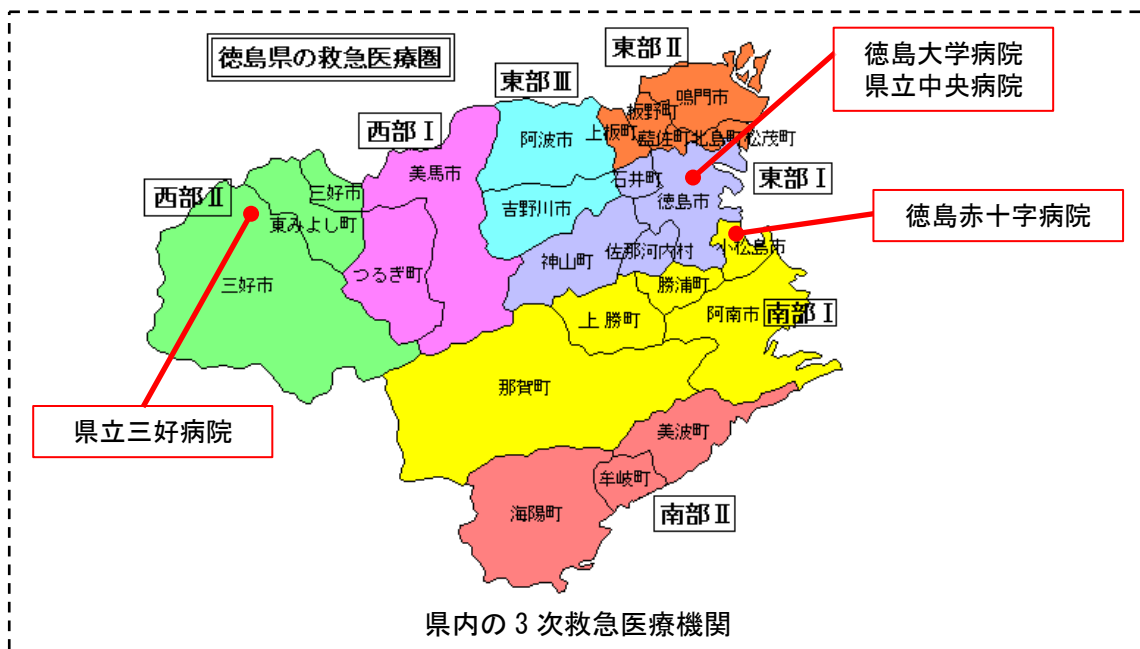 徳島県の救急医療圏
東部Ⅱ
徳島大学病院
県立中央病院
東部Ⅲ
鳴門市
板野町
上板町
藍住町
北島町
松茂町
西部Ⅰ
阿波市
美馬市
石井町
東部Ⅰ
西部Ⅱ
三好市
吉野川市
徳島市
徳島赤十字病院
東みよし町
佐那河内村
小松島市
神山町
つるぎ町
三好市
勝浦町
阿南市
南部Ⅰ
上勝町
那賀町
県立三好病院
美波町
牟岐町
海陽町
南部Ⅱ
県内の3次救急医療機関